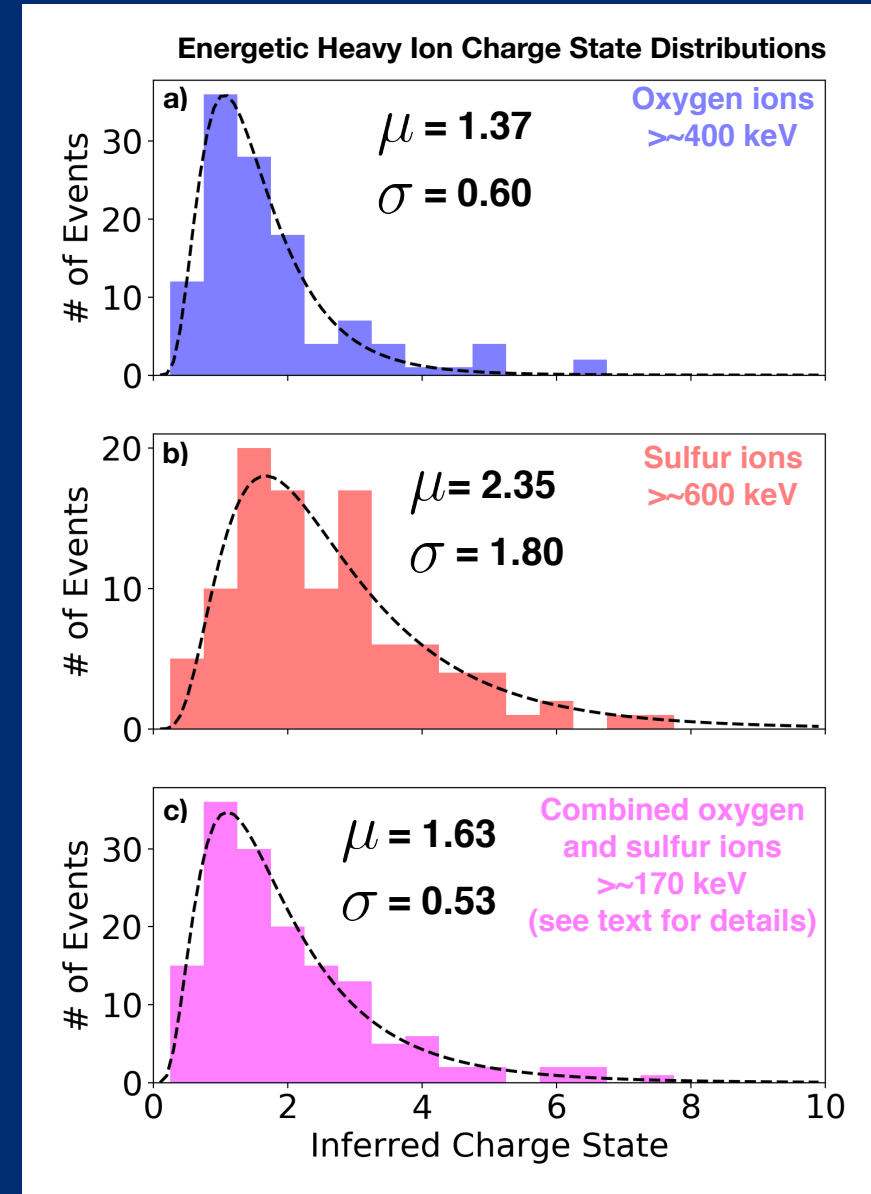 Energetic Heavy Ion Charge State Distributions
a)
μ = 1.37
σ = 0.60
Oxygen ions
>~400 keV
# of Events
30
20
10
0
b)
μ= 2.35
σ = 1.80
Sulfur ions
>~600 keV
# of Events
20
10
0
c)
μ = 1.63
σ = 0.53
Combined oxygen
and sulfur ions
>~170 keV
(see text for details)
# of Events
30
20
10
0
0 2 4 6 8 10
Inferred Charge State